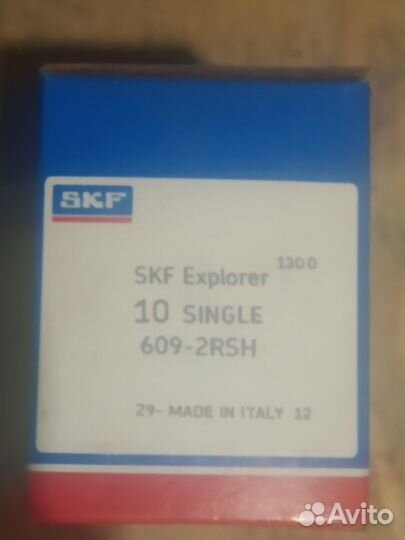 SKF
SKF Explorer 1300
10 SINGLE
609-2RSH
29- MADE IN ITALY 12
Avito